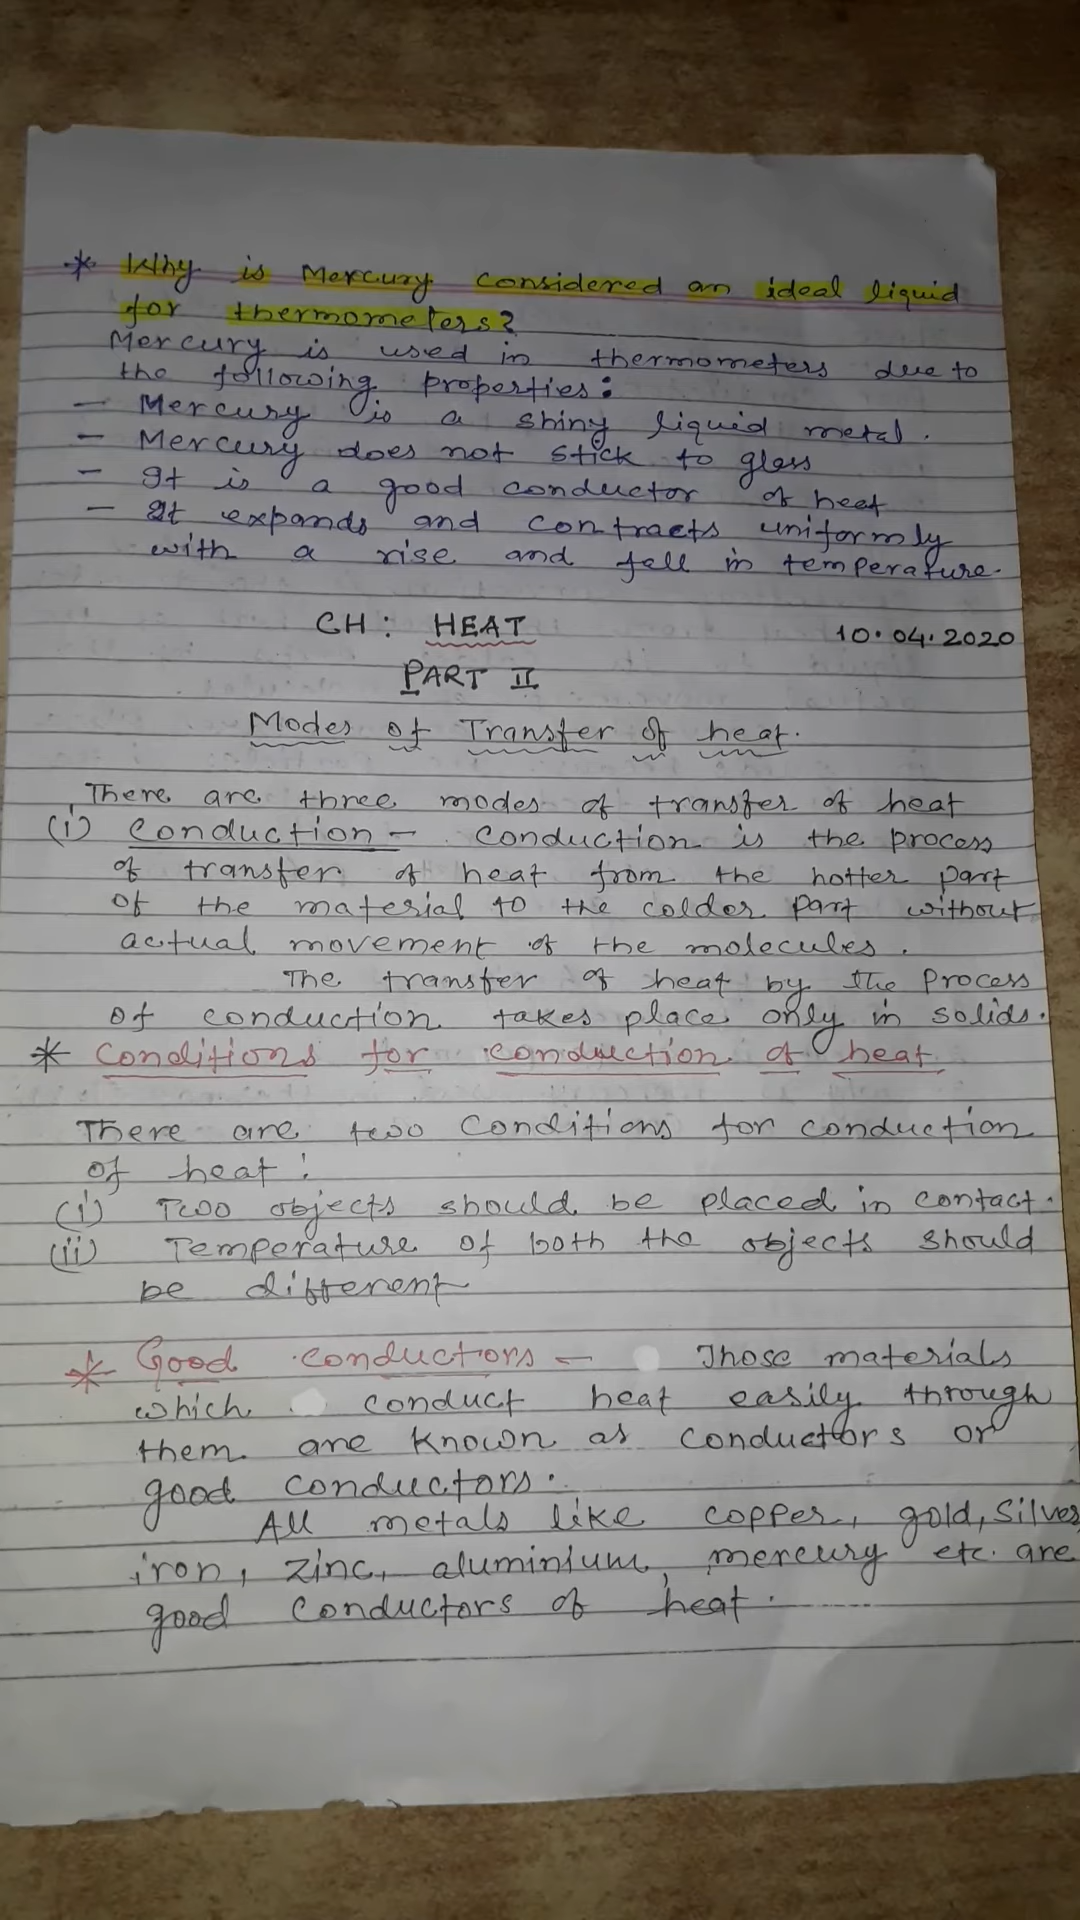 * Why is Mercury considered an ideal liquid
for thermometers?
Mercury is used in thermometers due to
the following properties:
- Mercury is a shiny liquid metal.
- Mercury does not stick to glass
- It is a good conductor of heat
- It expands and contracts uniformly
with a rise and fall in temperature.
CH: HEAT 10.04.2020
PART II
Modes of Transfer of heat.
There are three modes of transfer of heat
(i) Conduction - conduction is the process
of transfer of heat from the hotter part
of the material to the colder part without
actual movement of the molecules.
The transfer of heat by the process
of conduction takes place only in solids.
* Conditions for conduction of heat
There are two conditions for conduction
of heat:
(i) Two objects should be placed in contact.
(ii) Temperature of both the objects should
be different
* Good conductors - Those materials
which conduct heat easily through
them are known as conductors or
good conductors.
All metals like copper, gold, silver
iron, zinc, aluminium, mercury etc. are
good conductors of heat.